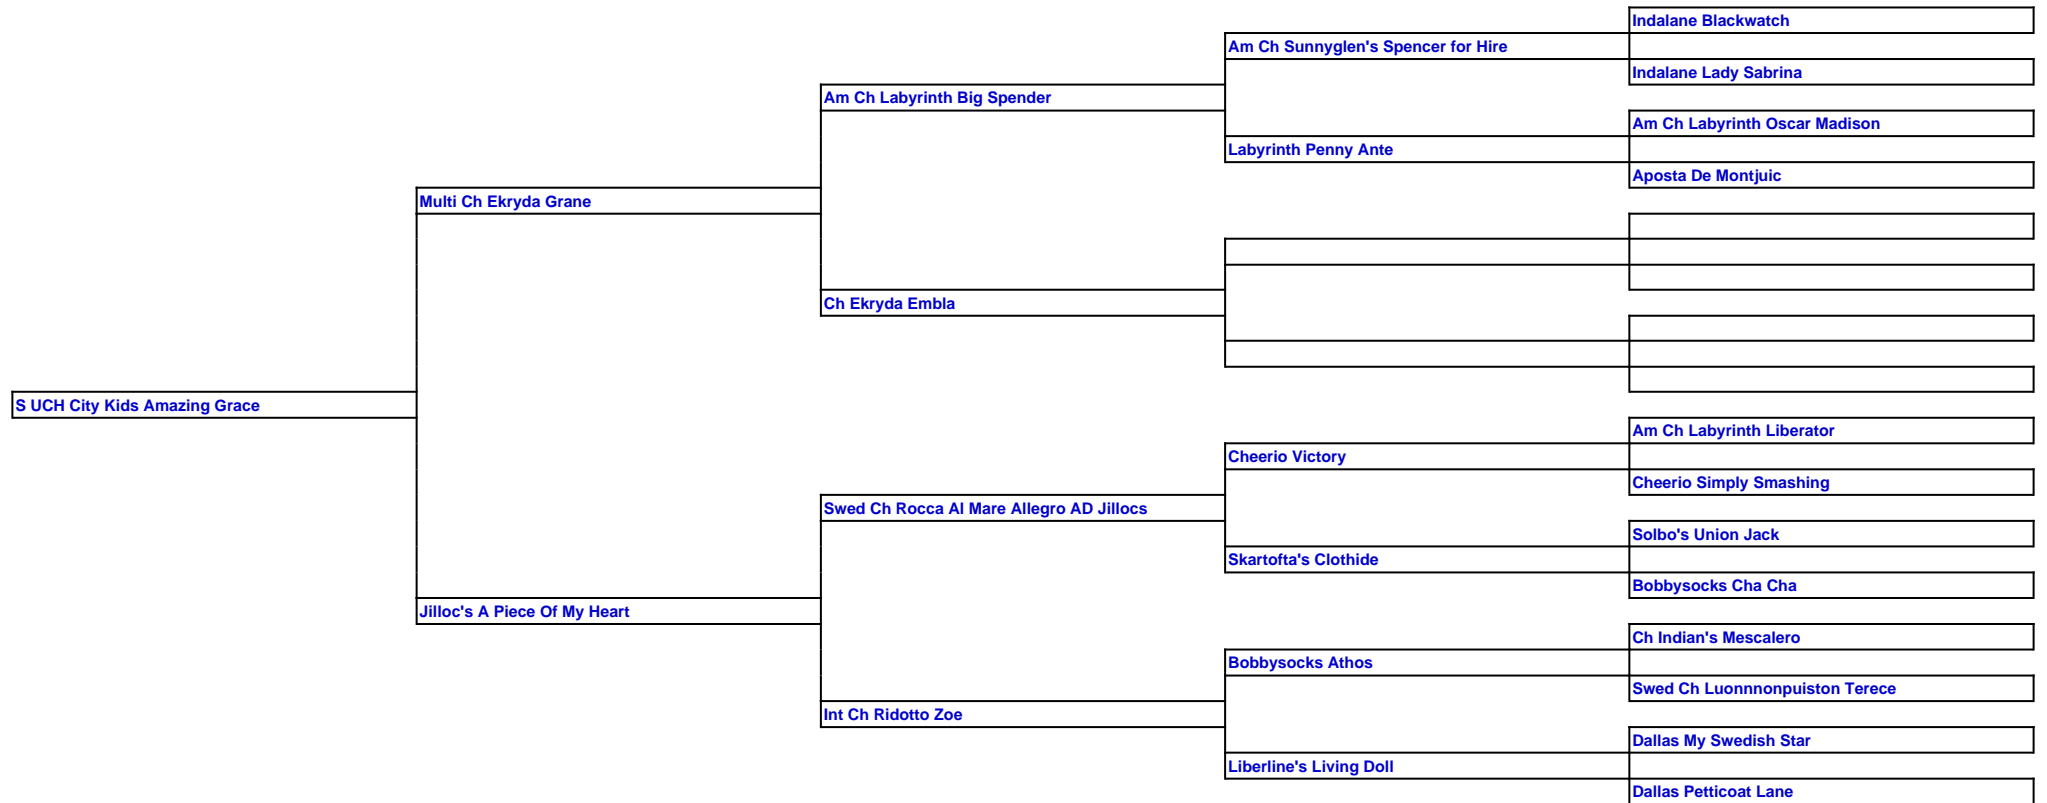 Indalane Blackwatch
Am Ch Sunnyglen's Spencer for Hire
Indalane Lady Sabrina
Am Ch Labyrinth Big Spender
Am Ch Labyrinth Oscar Madison
Labyrinth Penny Ante
Aposta De Montjuic
Multi Ch Ekryda Grane
Ch Ekryda Embla
S UCH City Kids Amazing Grace
Am Ch Labyrinth Liberator
Cheerio Victory
Cheerio Simply Smashing
Swed Ch Rocca Al Mare Allegro AD Jillocs
Solbo's Union Jack
Skartofta's Clothide
Bobbysocks Cha Cha
Jilloc's A Piece Of My Heart
Ch Indian's Mescalero
Bobbysocks Athos
Swed Ch Luonnnonpuiston Terece
Int Ch Ridotto Zoe
Dallas My Swedish Star
Liberline's Living Doll
Dallas Petticoat Lane